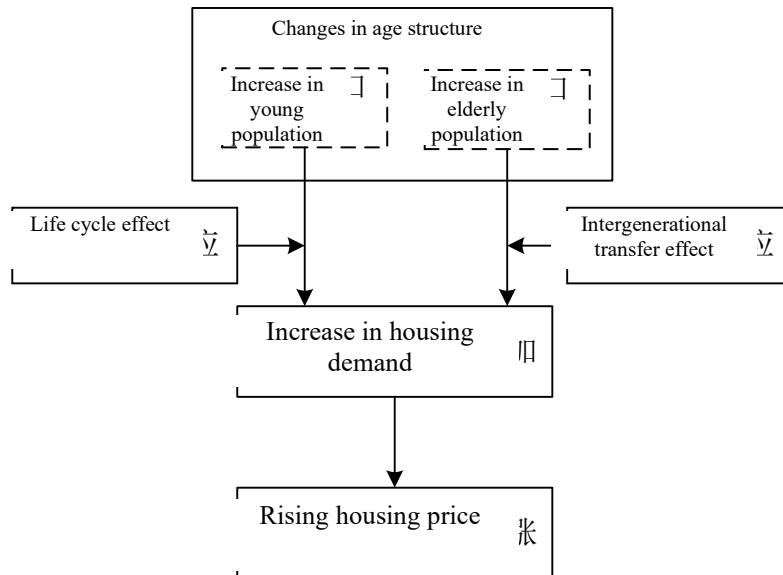 Changes in age structure
Increase in
young
population
Increase in
elderly
population
Life cycle effect
Intergenerational
transfer effect
Increase in housing
demand
Rising housing price